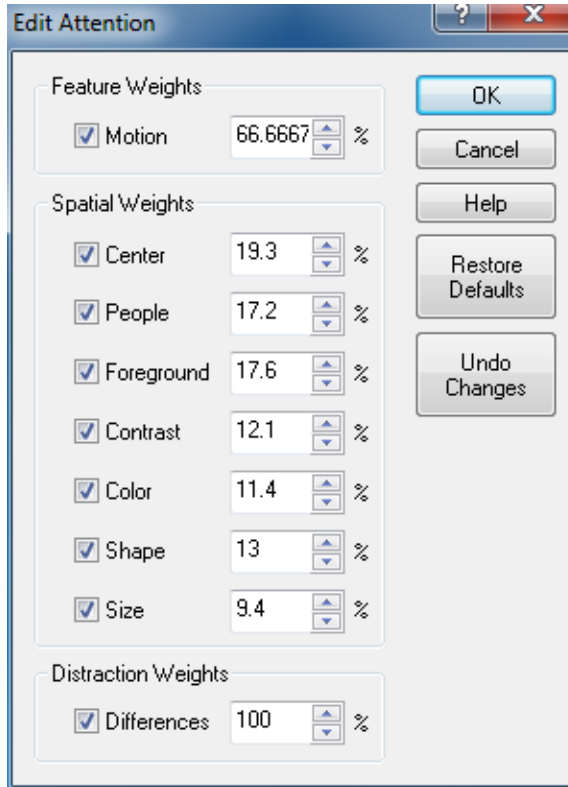 Edit Attention
?
X
Feature Weights
Motion 66.6667 %
OK
Cancel
Help
Restore
Defaults
Undo
Changes
Spatial Weights
Center 19.3 %
People 17.2 %
Foreground 17.6 %
Contrast 12.1 %
Color 11.4 %
Shape 13 %
Size 9.4 %
Distraction Weights
Differences 100 %